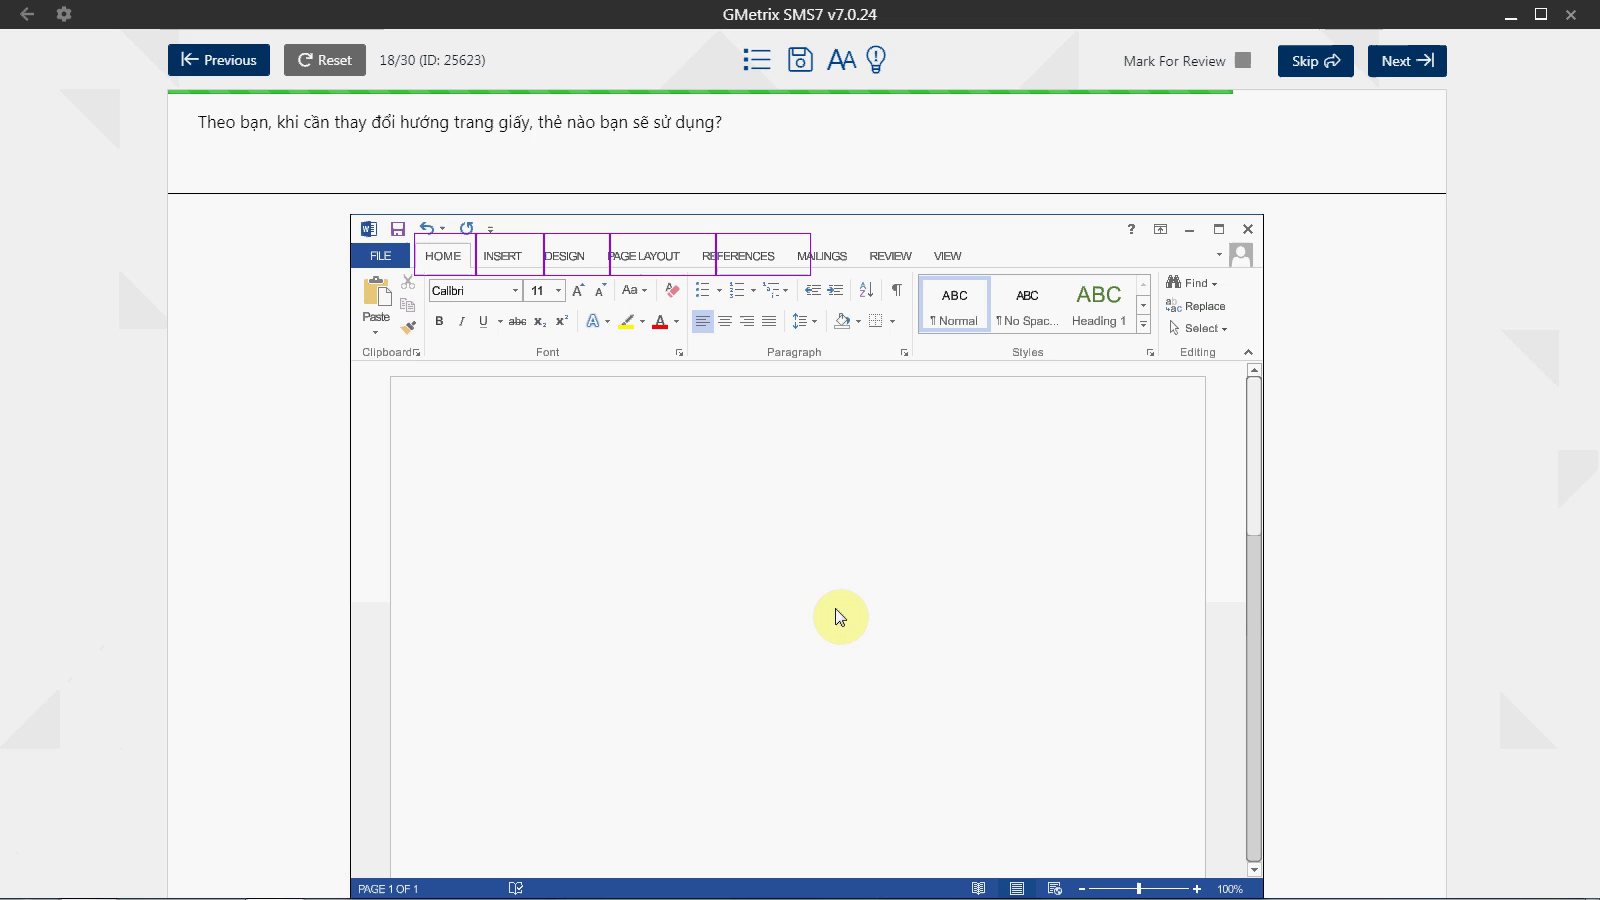 GMetrix SMS7 v7.0.24
Previous
Reset
18/30 (ID: 25623)
Mark For Review
Skip
Next
Theo bạn, khi cần thay đổi hướng trang giấy, thẻ nào bạn sẽ sử dụng?
FILE HOME INSERT DESIGN PAGE LAYOUT REFERENCES MAILINGS REVIEW VIEW
Calibri 11 Aa
ABC ABC ABC
Find
Replace
Select
Paste
B I U abc x₂ x² A A
¶ Normal ¶ No Spac... Heading 1
Clipboard Font Paragraph Styles Editing
PAGE 1 OF 1
100%